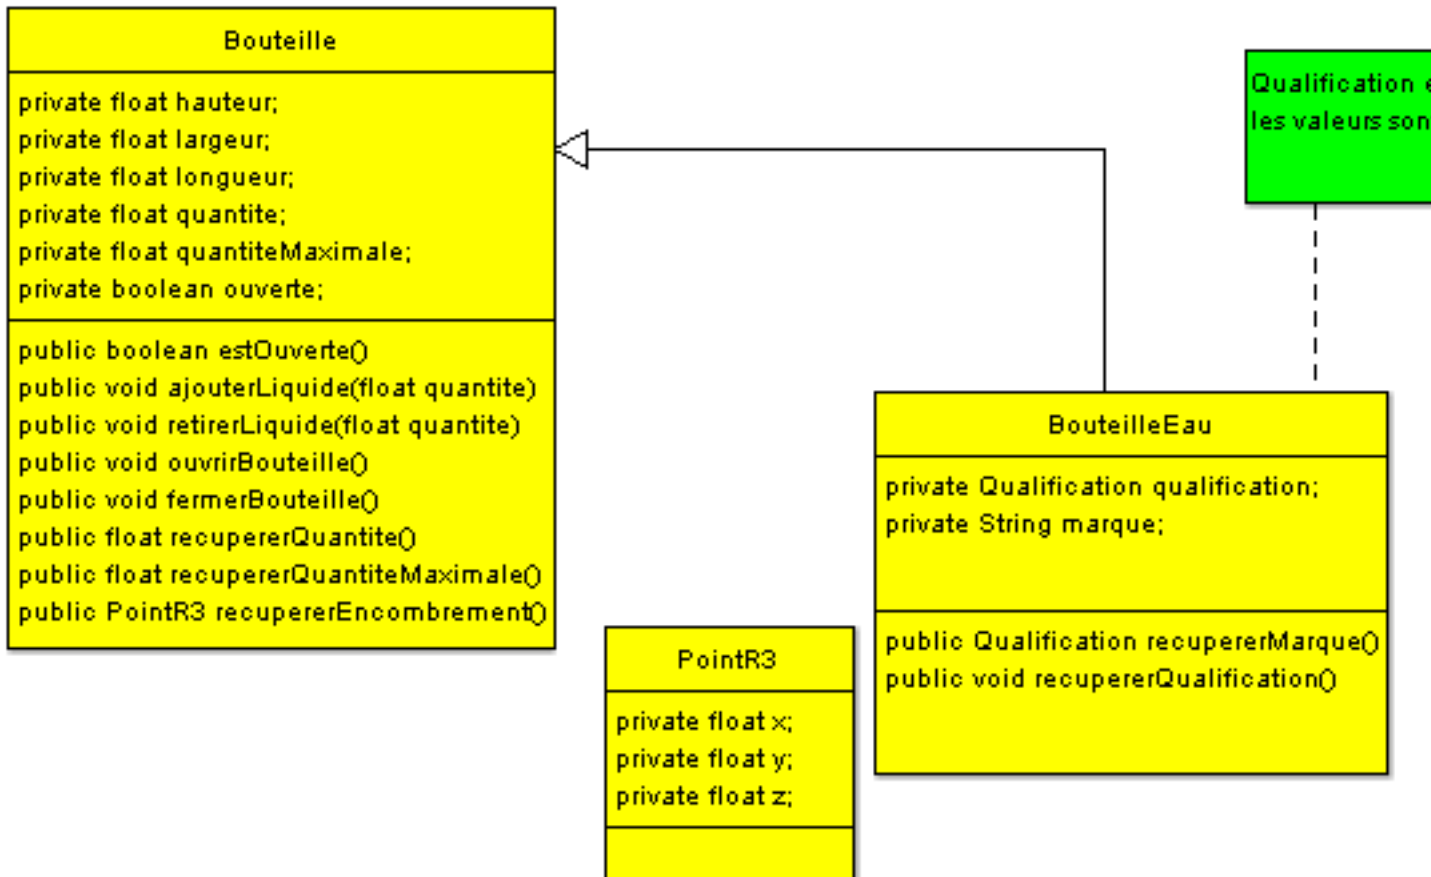 Bouteille
private float hauteur;
private float largeur;
private float longueur;
private float quantite;
private float quantiteMaximale;
private boolean ouverte;
public boolean estOuverte()
public void ajouterLiquide(float quantite)
public void retirerLiquide(float quantite)
public void ouvrirBouteille()
public void fermerBouteille()
public float recupererQuantite()
public float recupererQuantiteMaximale()
public PointR3 recupererEncombrement()
Qualification
les valeurs
BouteilleEau
private Qualification qualification;
private String marque;
public Qualification recupererMarque()
public void recupererQualification()
PointR3
private float x;
private float y;
private float z;